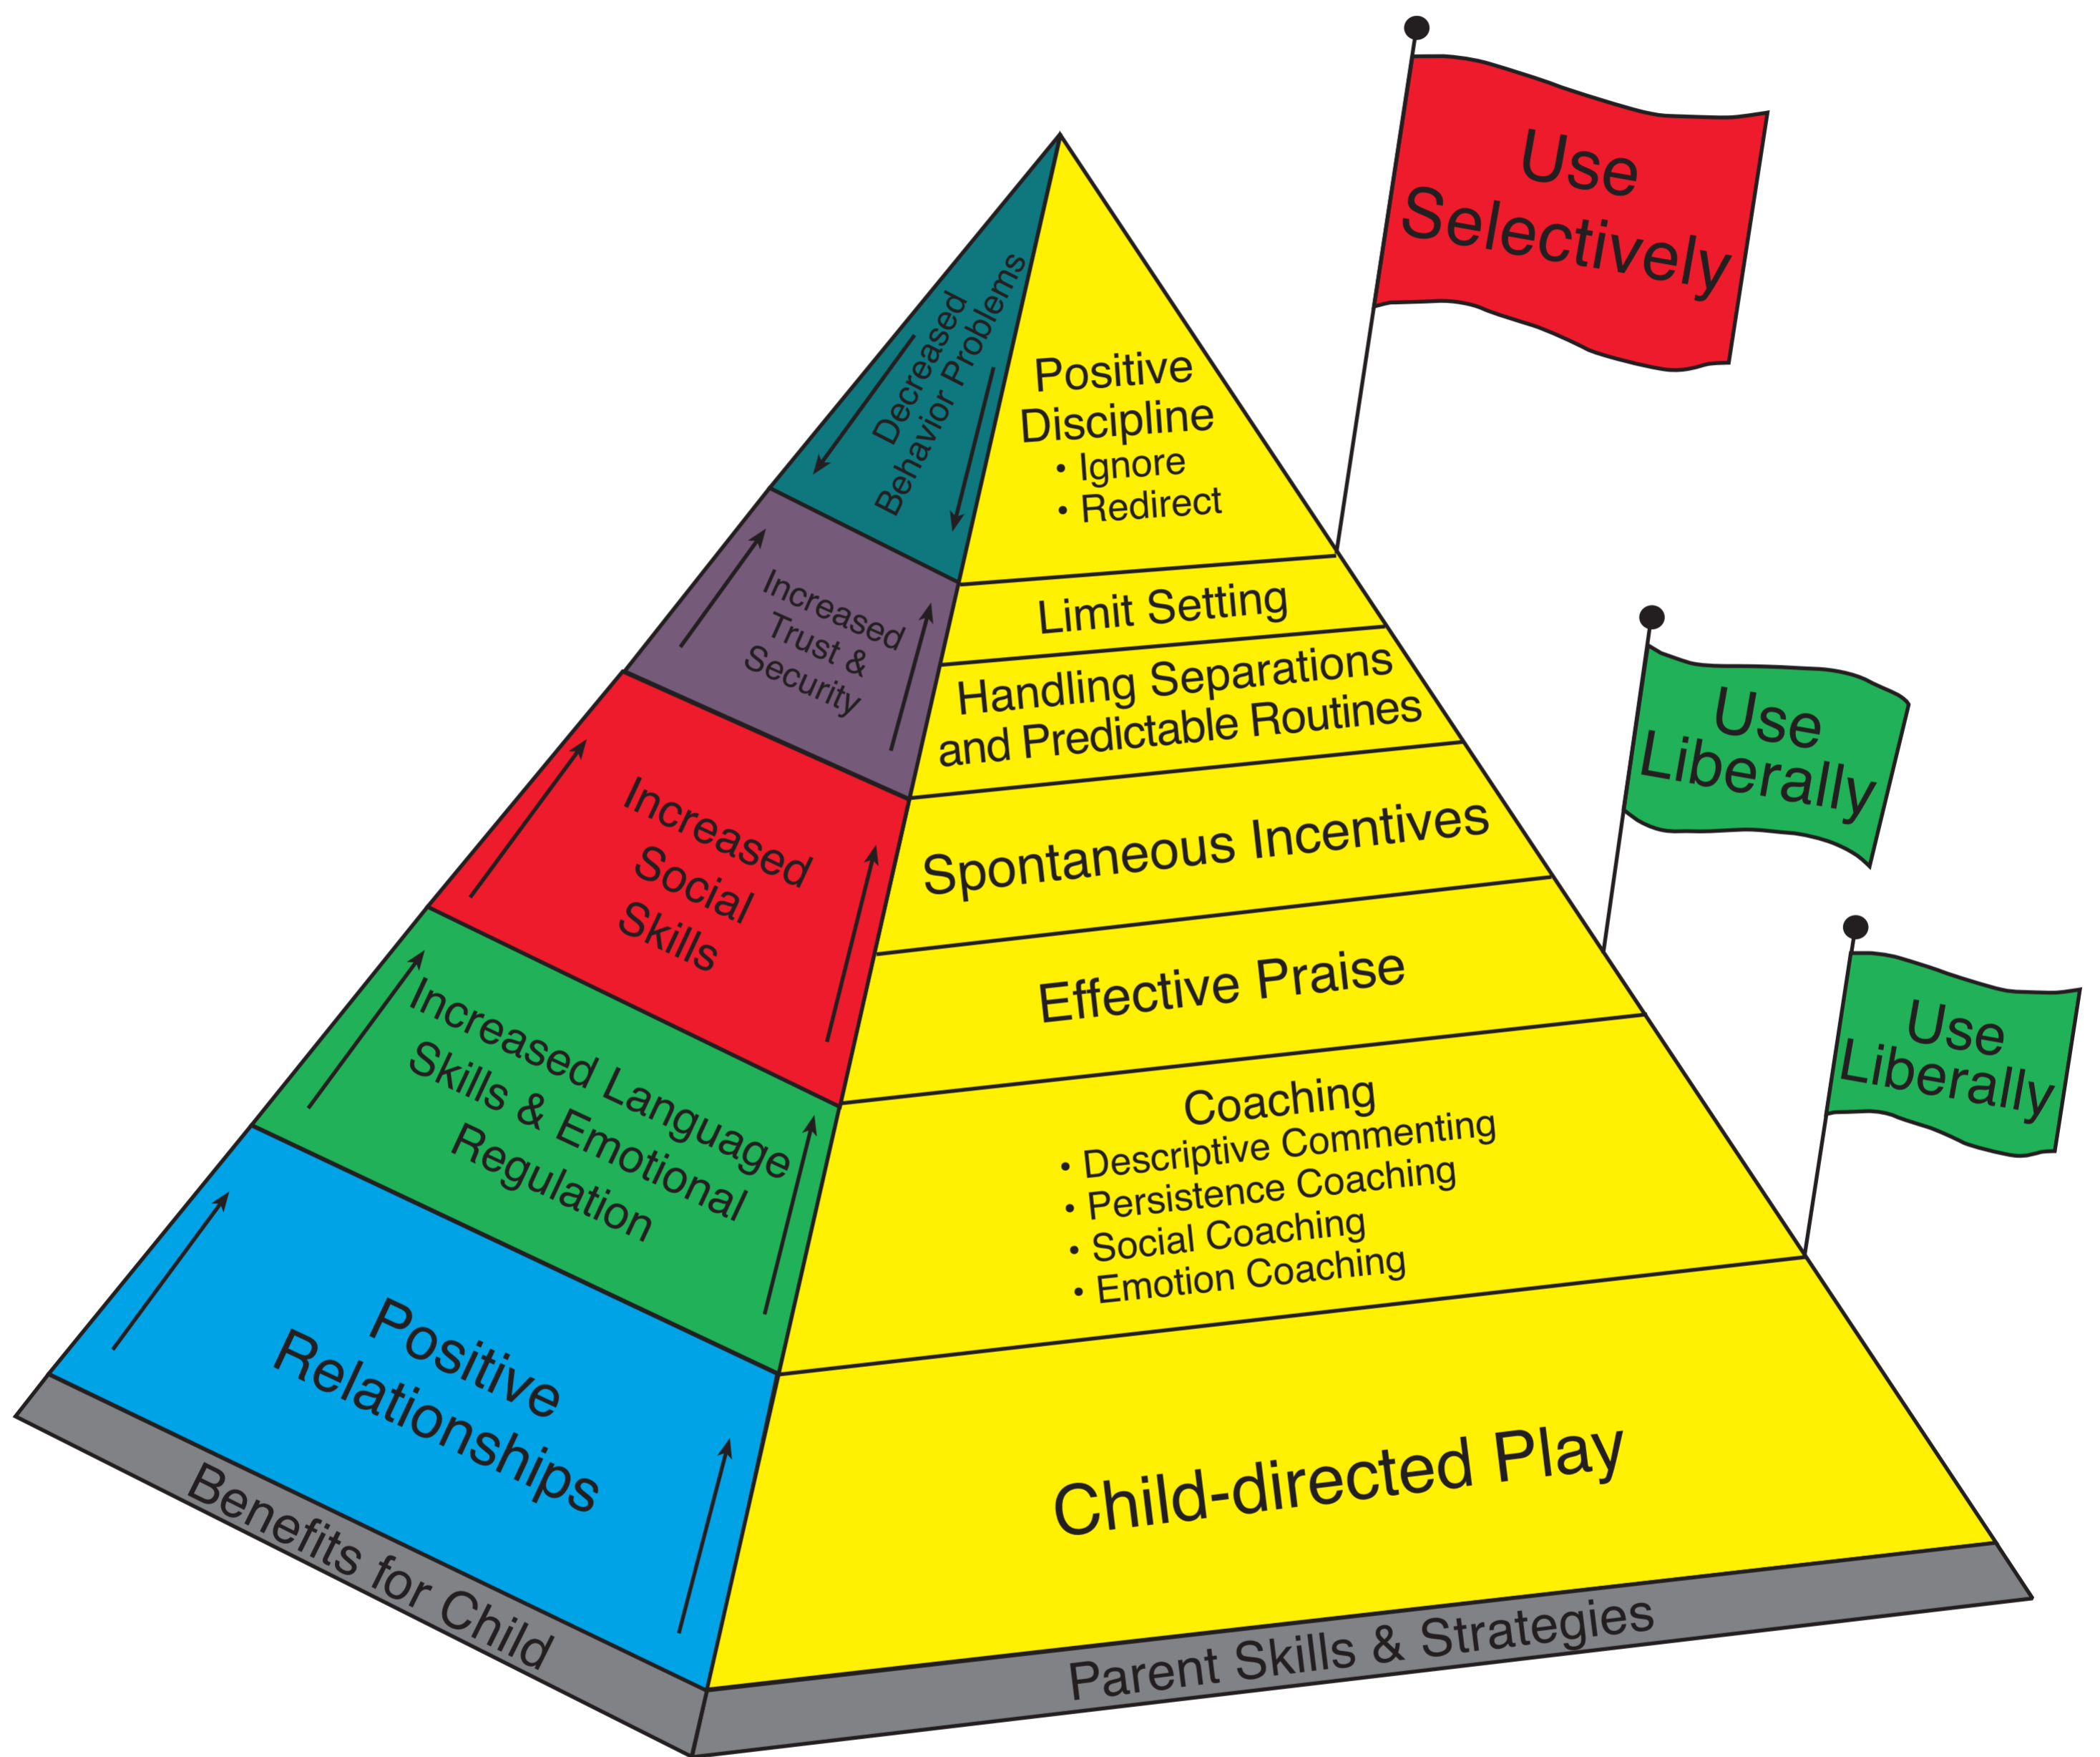 Use
Selectively
Decreased
Behavior Problems
Positive
Discipline
• Ignore
• Redirect
Increased
Trust &
Security
Limit Setting
Handling Separations
and Predictable Routines
Use
Liberally
Increased
Social
Skills
Spontaneous Incentives
Effective Praise
Use
Liberally
Increased Language
Skills & Emotional
Regulation
Coaching
• Descriptive Commenting
• Persistence Coaching
• Social Coaching
• Emotion Coaching
Positive
Relationships
Child-directed Play
Benefits for Child
Parent Skills & Strategies